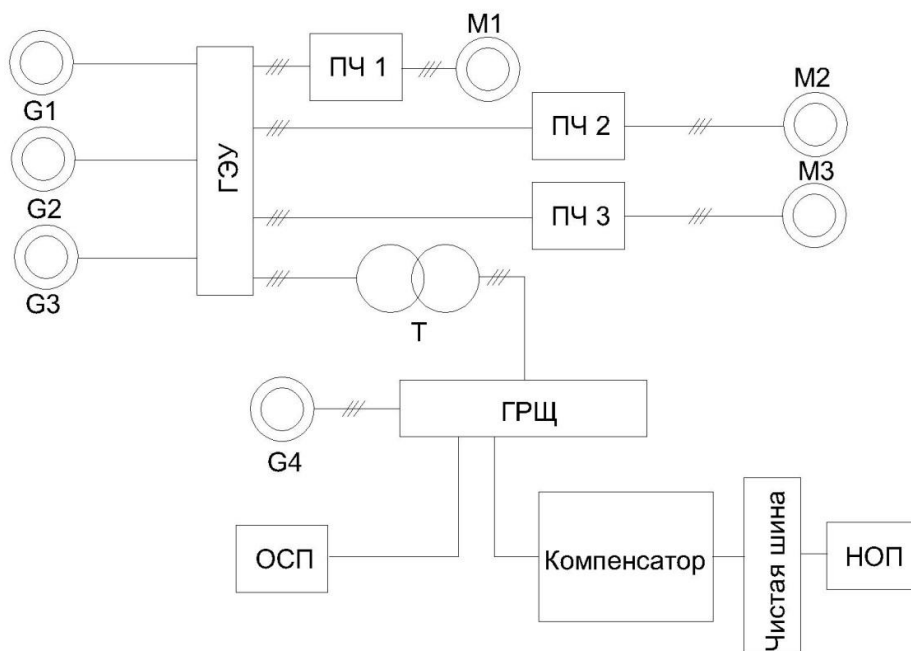 M1
ПЧ 1
G1
M2
ПЧ 2
ГЭУ
G2
M3
ПЧ 3
G3
T
ГРЩ
G4
ОСП
Компенсатор
Чистая шина
НОП